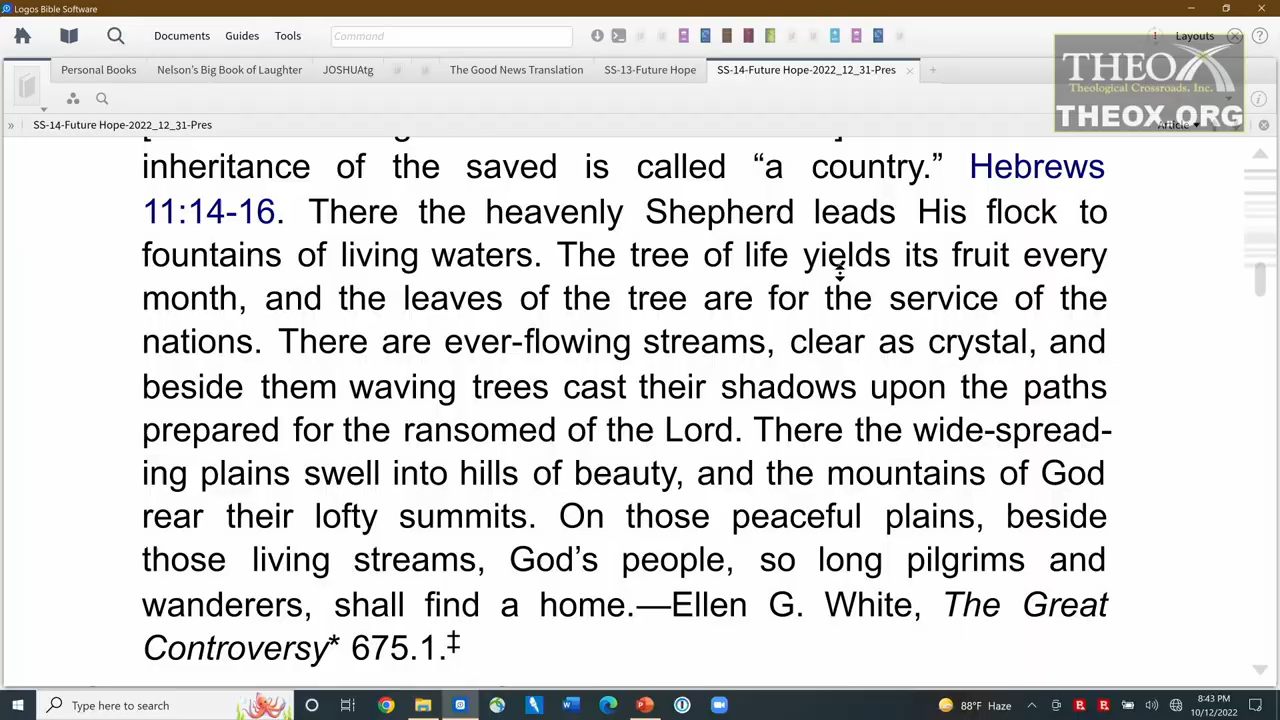 Logos Bible Software
Documents Guides Tools Command Layouts
Personal Books Nelson's Big Book of Laughter JOSHUAtg The Good News Translation SS-13-Future Hope SS-14-Future Hope-2022_12_31-Pres
THEOX
Theological Crossroads, Inc.
THEOX.ORG
SS-14-Future Hope-2022_12_31-Pres Article
inheritance of the saved is called “a country.” Hebrews
11:14-16. There the heavenly Shepherd leads His flock to
fountains of living waters. The tree of life yields its fruit every
month, and the leaves of the tree are for the service of the
nations. There are ever-flowing streams, clear as crystal, and
beside them waving trees cast their shadows upon the paths
prepared for the ransomed of the Lord. There the wide-spread-
ing plains swell into hills of beauty, and the mountains of God
rear their lofty summits. On those peaceful plains, beside
those living streams, God’s people, so long pilgrims and
wanderers, shall find a home.—Ellen G. White, The Great
Controversy* 675.1.‡
Type here to search
88°F Haze
8:43 PM
10/12/2022